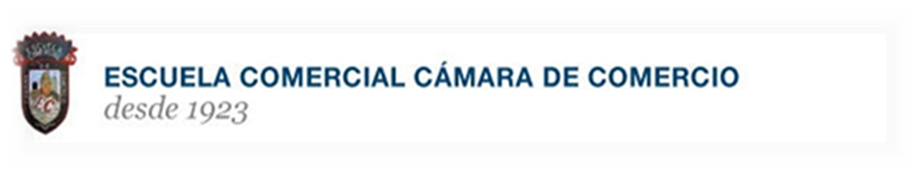 ESCUELA COMERCIAL CÁMARA DE COMERCIO
desde 1923